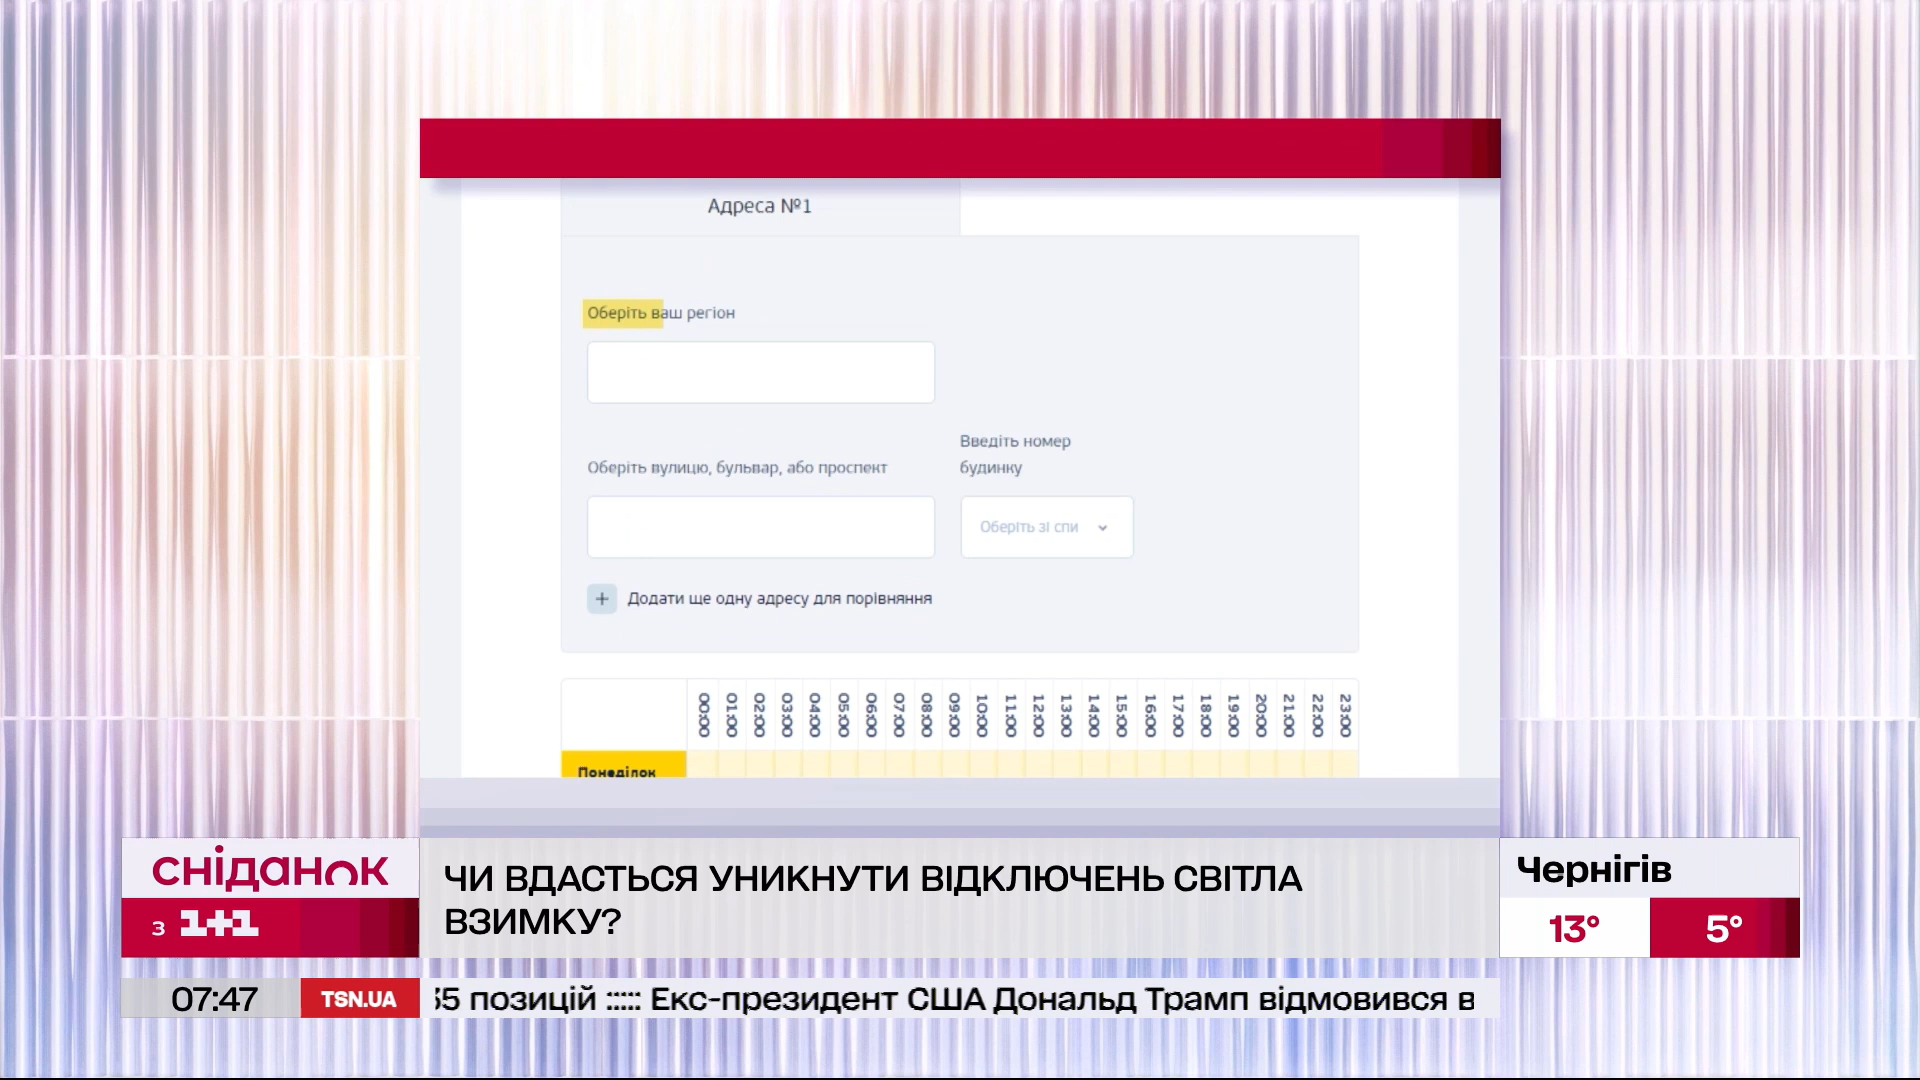 Адреса №1
Оберіть ваш регіон
Введіть номер
будинку
Оберіть вулицю, бульвар, або проспект
Оберіть зі спи
+ Додати ще одну адресу для порівняння
00:00 01:00 02:00 03:00 04:00 05:00 06:00 07:00 08:00 09:00 10:00 11:00 12:00 13:00 14:00 15:00 16:00 17:00 18:00 19:00 20:00 21:00 22:00 23:00
Понеділок
сніданок
з 1+1
ЧИ ВДАСТЬСЯ УНИКНУТИ ВІДКЛЮЧЕНЬ СВІТЛА
ВЗИМКУ?
Чернігів
13° 5°
07:47
TSN.UA
35 позицій ::::: Екс-президент США Дональд Трамп відмовився в